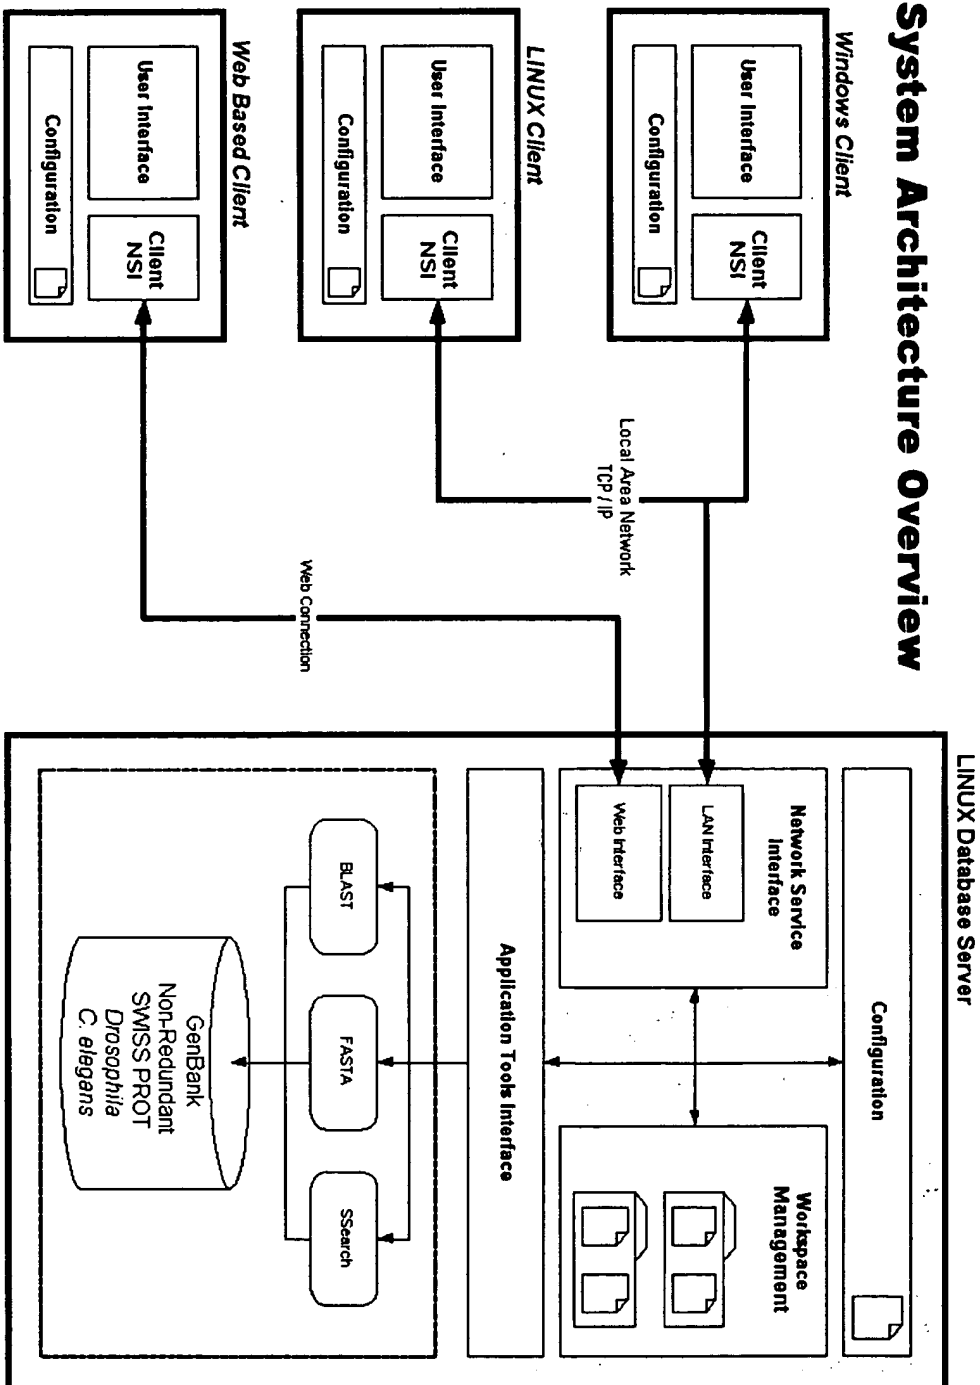 System Architecture Overview
Windows Client
User Interface
Client
NSI
Configuration
LINUX Client
User Interface
Client
NSI
Configuration
Web Based Client
User Interface
Client
NSI
Configuration
Local Area Network
TCP / IP
Web Connection
LINUX Database Server
Configuration
Network Service
Interface
LAN Interface
Web Interface
Workspace
Management
Application Tools Interface
BLAST
FASTA
SSearch
GenBank
Non-Redundant
SWISS PROT
Drosophila
C. elegans